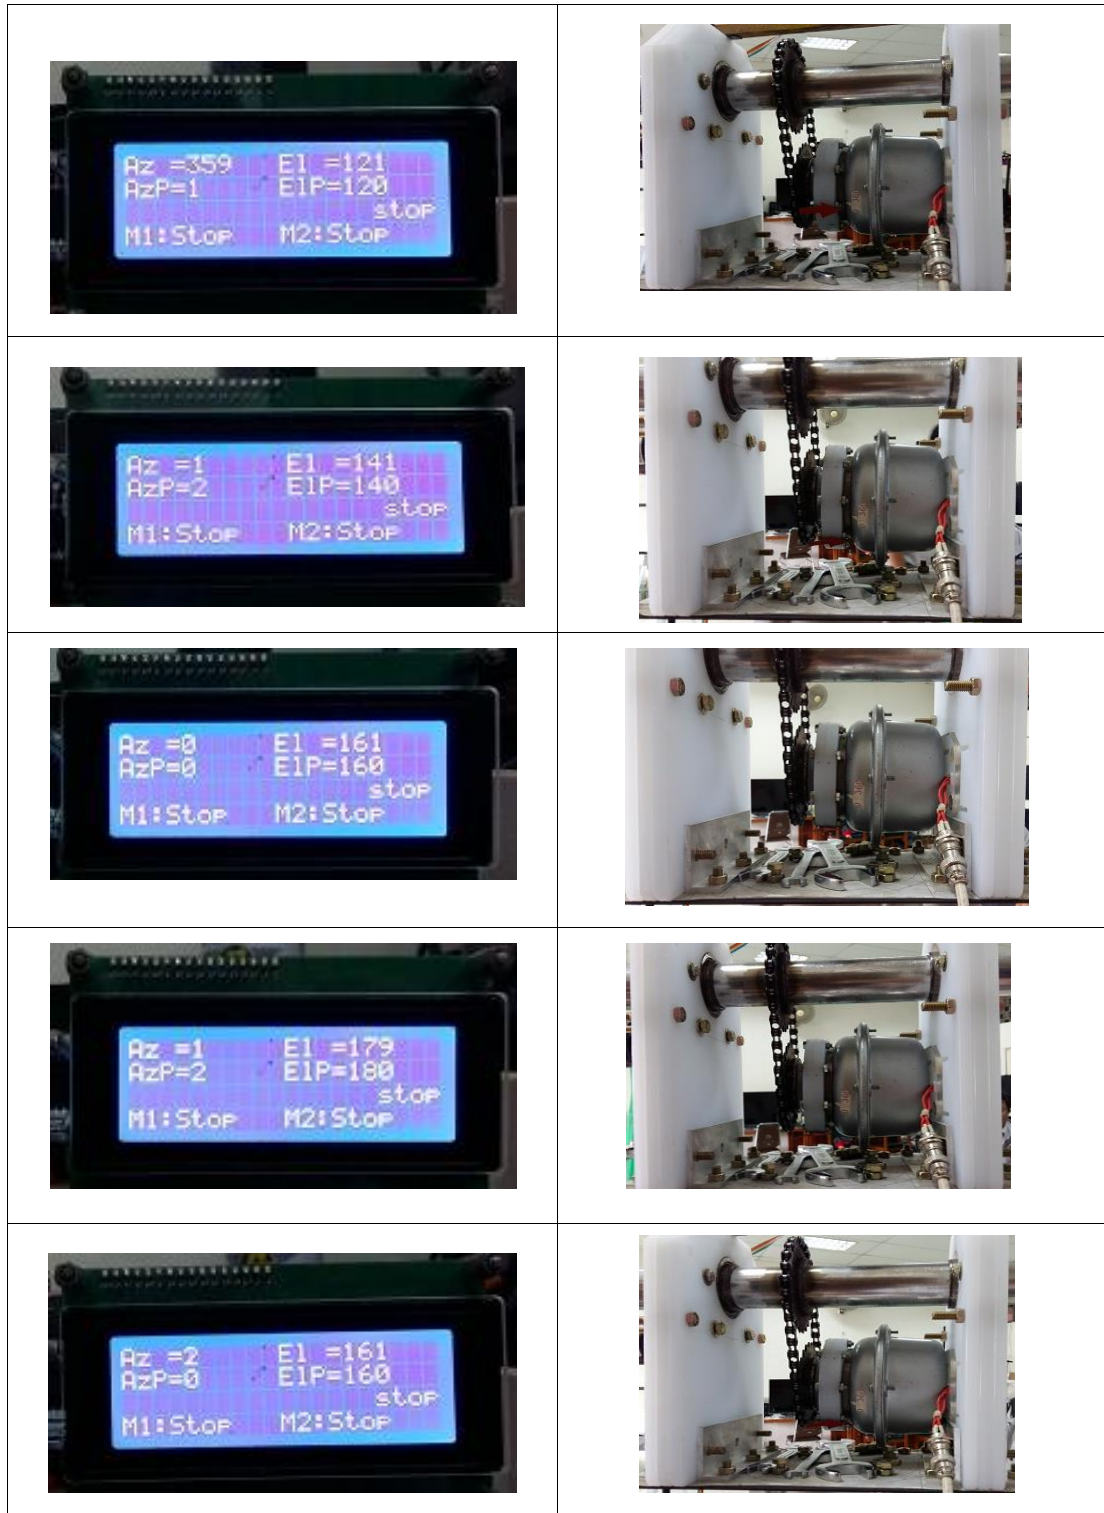 Az =359 El =121
AzP=1 ElP=120
stop
M1:Stop M2:Stop
Az =1 El =141
AzP=2 ElP=140
stop
M1:Stop M2:Stop
Az =0 El =161
AzP=0 ElP=160
stop
M1:Stop M2:Stop
Az =1 El =179
AzP=2 ElP=180
stop
M1:Stop M2:Stop
Az =2 El =161
AzP=0 ElP=160
stop
M1:Stop M2:Stop